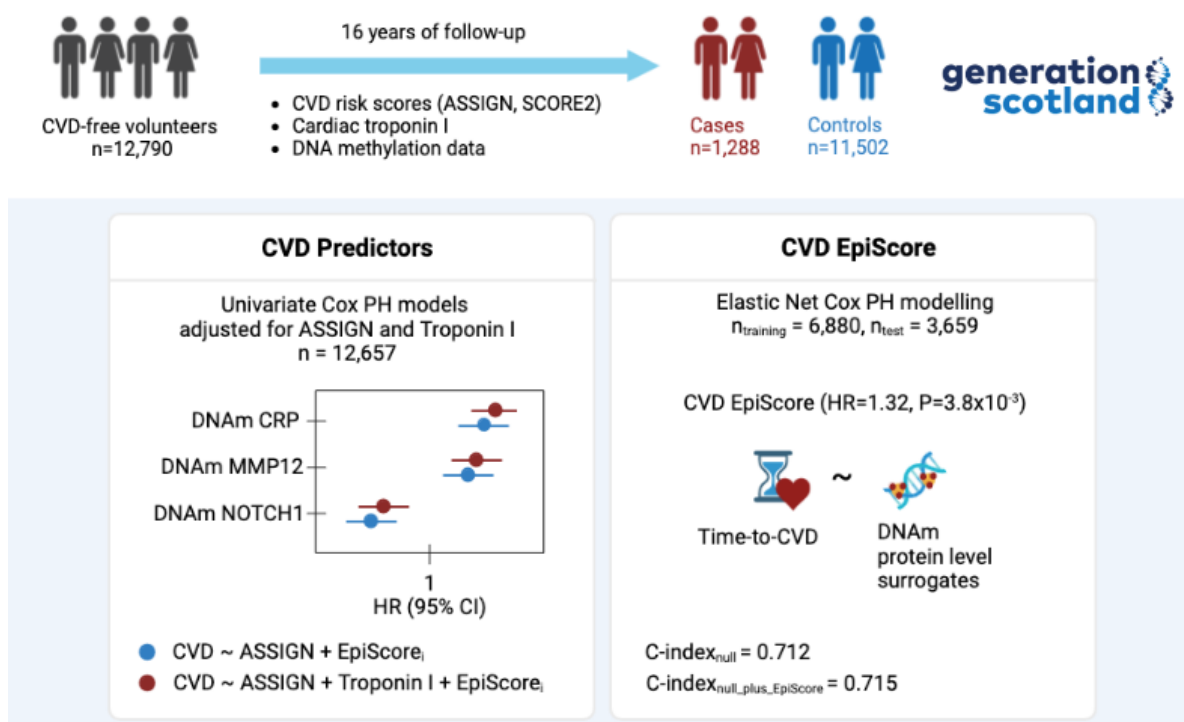 16 years of follow-up
CVD-free volunteers
n=12,790
• CVD risk scores (ASSIGN, SCORE2)
• Cardiac troponin I
• DNA methylation data
Cases
n=1,288
Controls
n=11,502
generation
scotland
CVD Predictors
Univariate Cox PH models
adjusted for ASSIGN and Troponin I
n = 12,657
DNAm CRP
DNAm MMP12
DNAm NOTCH1
1
HR (95% CI)
CVD ~ ASSIGN + EpiScoreᵢ
CVD ~ ASSIGN + Troponin I + EpiScoreᵢ
CVD EpiScore
Elastic Net Cox PH modelling
n_training = 6,880, n_test = 3,659
CVD EpiScore (HR=1.32, P=3.8x10⁻³)
~
Time-to-CVD
DNAm
protein level
surrogates
C-index_null = 0.712
C-index_null_plus_EpiScore = 0.715